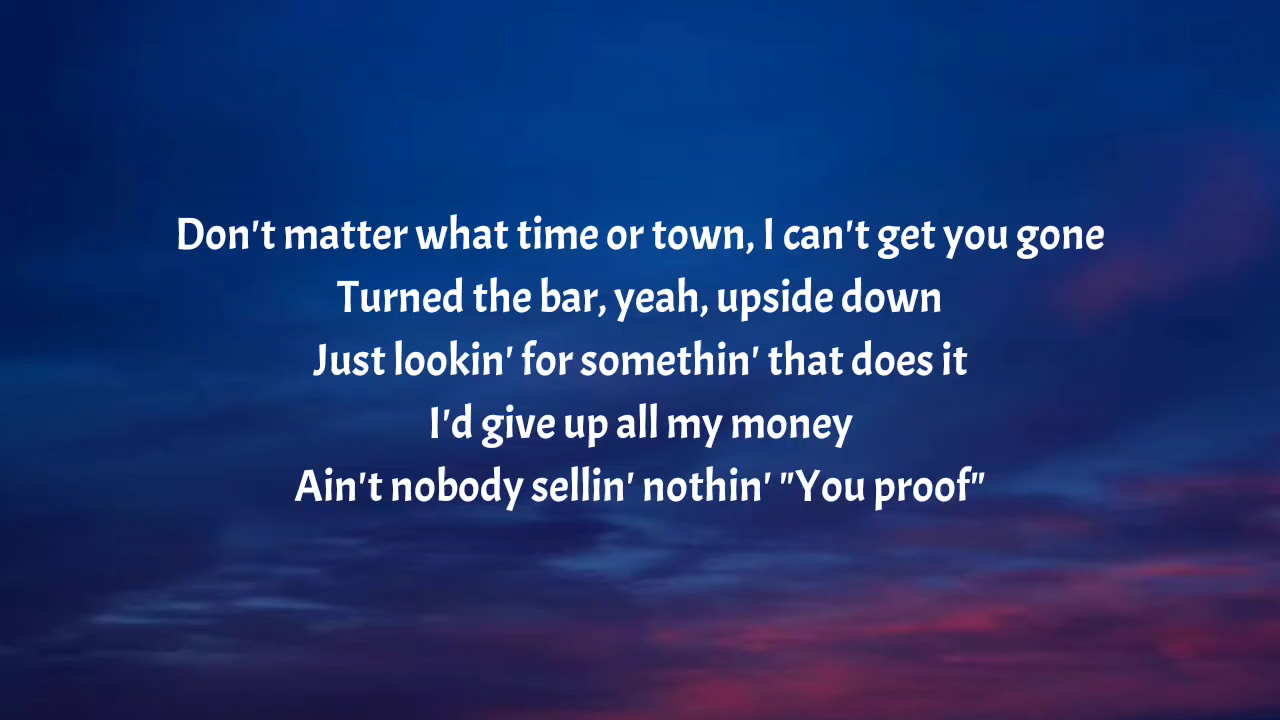 Don't matter what time or town, I can't get you gone
Turned the bar, yeah, upside down
Just lookin' for somethin' that does it
I'd give up all my money
Ain't nobody sellin' nothin' "You proof"